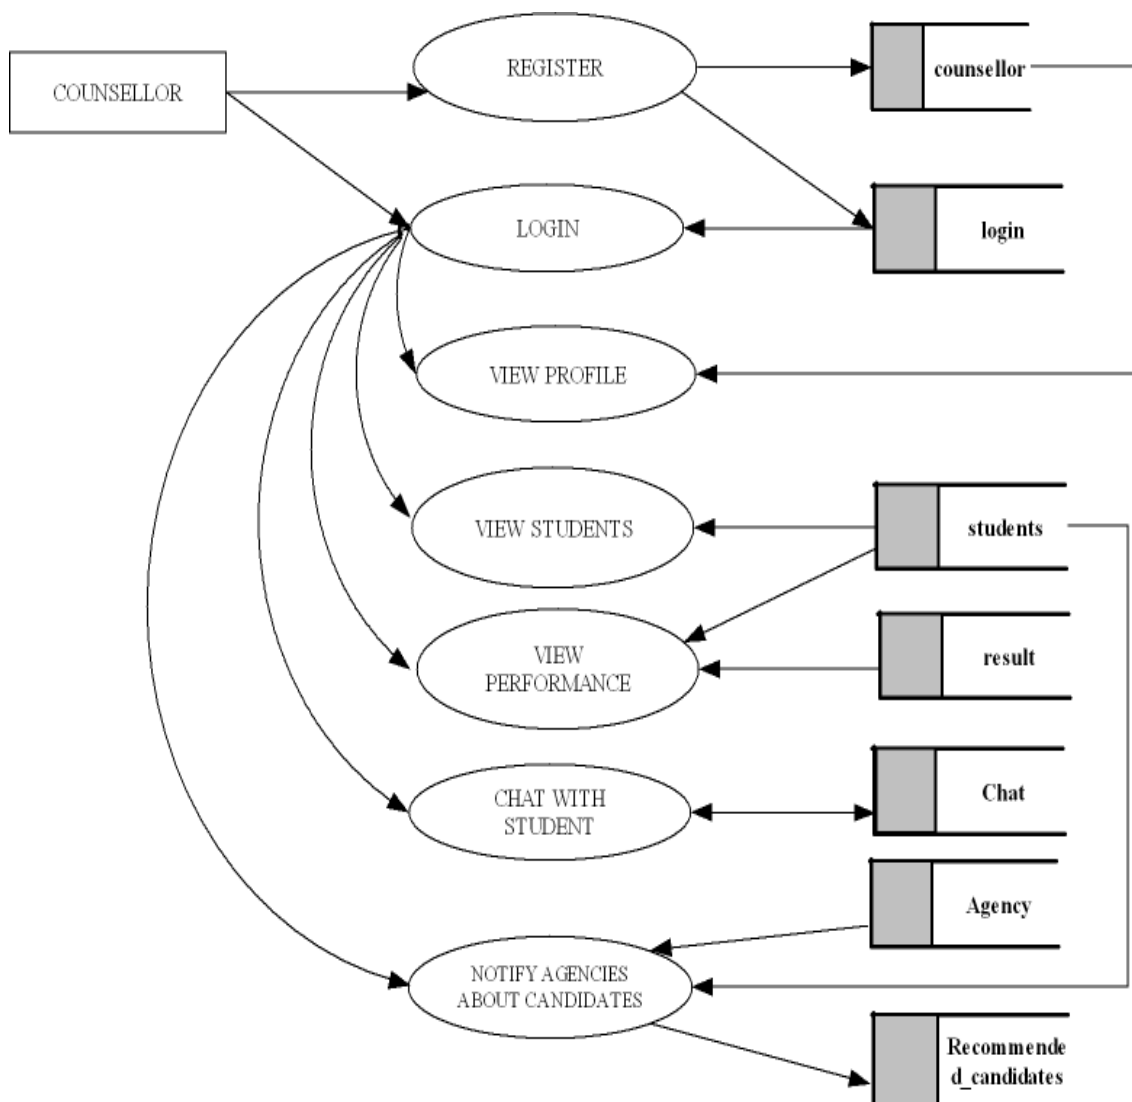 REGISTER
counsellor
COUNSELLOR
LOGIN
login
VIEW PROFILE
VIEW STUDENTS
students
VIEW
PERFORMANCE
result
CHAT WITH
STUDENT
Chat
Agency
NOTIFY AGENCIES
ABOUT CANDIDATES
Recommende
d_candidates